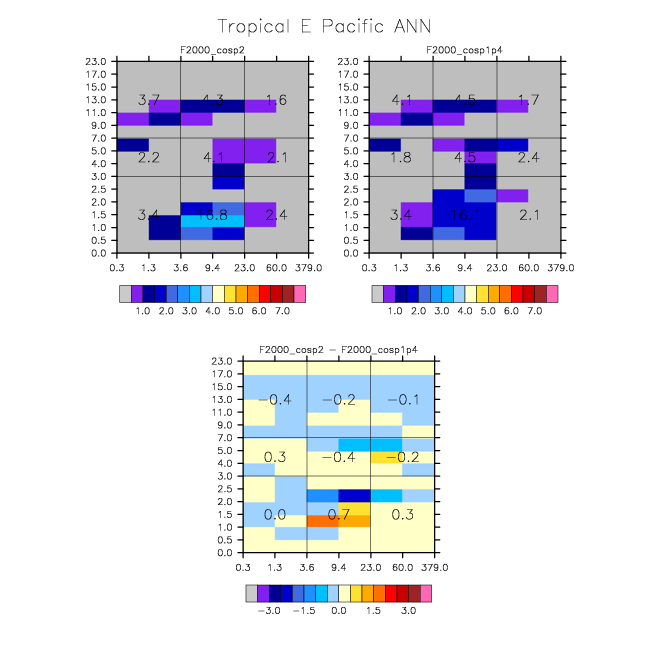 Tropical E Pacific ANN
F2000_cosp2
F2000_cosp1p4
23.0
17.0
15.0
13.0
11.0
9.0
7.0
5.0
4.0
3.0
2.5
2.0
1.5
1.0
0.5
0.0
3.7 4.3 1.6
2.2 4.1 2.1
3.4 16.8 2.4
0.3 1.3 3.6 9.4 23.0 60.0 379.0
1.0 2.0 3.0 4.0 5.0 6.0 7.0
23.0
17.0
15.0
13.0
11.0
9.0
7.0
5.0
4.0
3.0
2.5
2.0
1.5
1.0
0.5
0.0
4.1 4.5 1.7
1.8 4.5 2.4
3.4 16.1 2.1
0.3 1.3 3.6 9.4 23.0 60.0 379.0
1.0 2.0 3.0 4.0 5.0 6.0 7.0
F2000_cosp2 − F2000_cosp1p4
23.0
17.0
15.0
13.0
11.0
9.0
7.0
5.0
4.0
3.0
2.5
2.0
1.5
1.0
0.5
0.0
−0.4 −0.2 −0.1
0.3 −0.4 −0.2
0.0 0.7 0.3
0.3 1.3 3.6 9.4 23.0 60.0 379.0
−3.0 −1.5 0.0 1.5 3.0